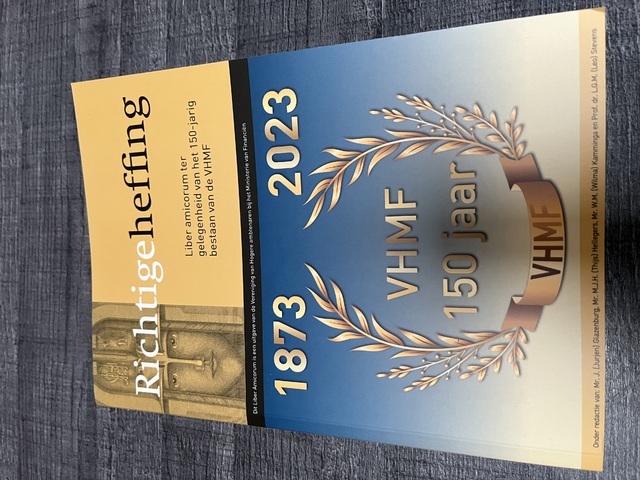 Richtigeheffing
Liber amicorum ter
gelegenheid van het 150-jarig
bestaan van de VHMF
Dit Liber Amicorum is een uitgave van de Vereniging van Hogere ambtenaren bij het Ministerie van Financiën
1873 2023
VHMF
150 jaar
VHMF
Onder redactie van: Mr. J. (Jurjen) Glazenburg, Mr. M.J.H. (Thijs) Hellegers, Mr. W.M. (Wilma) Kamminga en Prof. dr. L.G.M. (Leo) Stevens